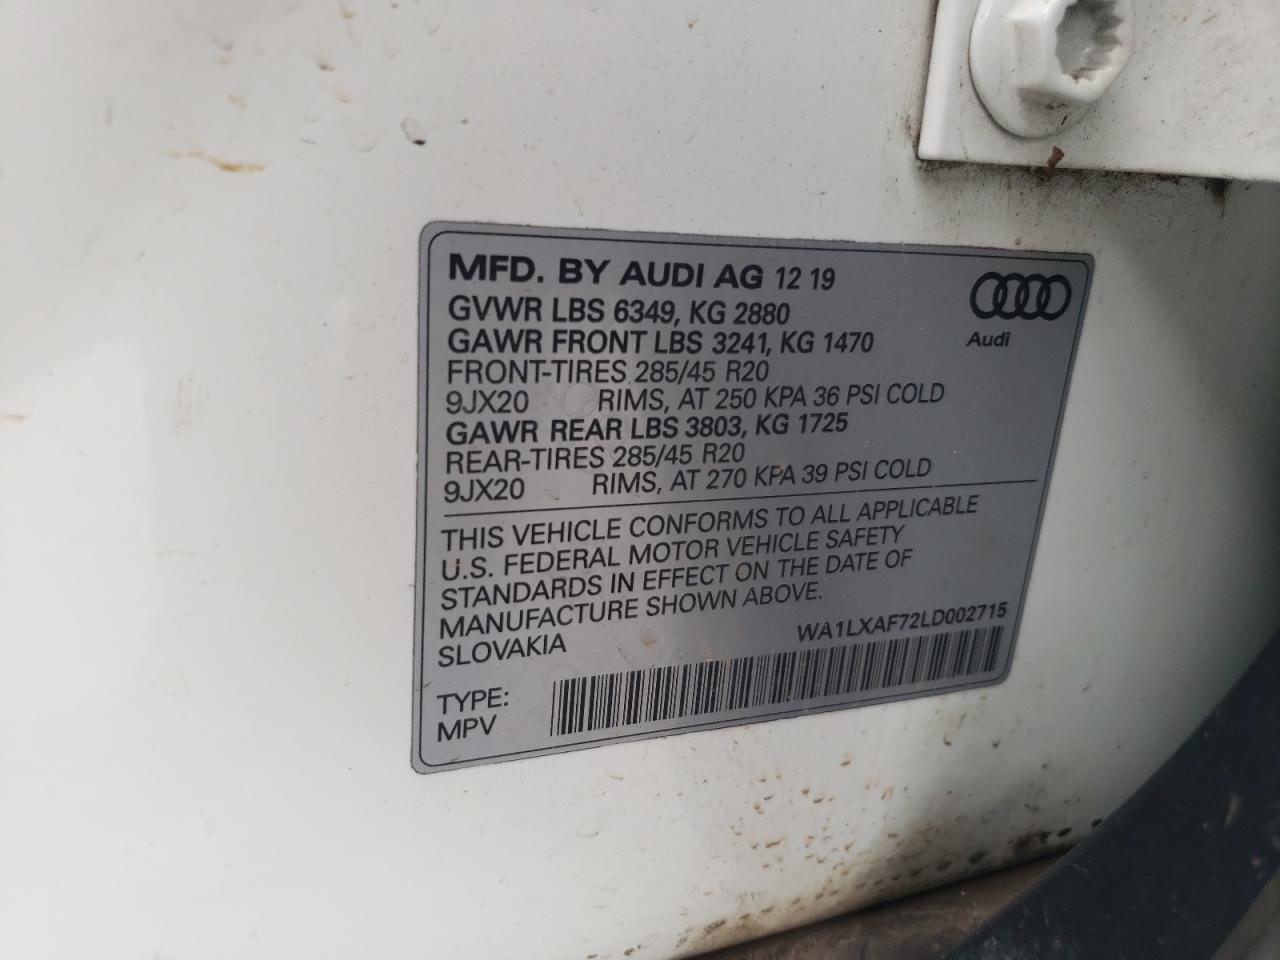 MFD. BY AUDI AG 12 19
GVWR LBS 6349, KG 2880
GAWR FRONT LBS 3241, KG 1470
FRONT-TIRES 285/45 R20
9JX20 RIMS, AT 250 KPA 36 PSI COLD
GAWR REAR LBS 3803, KG 1725
REAR-TIRES 285/45 R20
9JX20 RIMS, AT 270 KPA 39 PSI COLD
Audi
THIS VEHICLE CONFORMS TO ALL APPLICABLE
U.S. FEDERAL MOTOR VEHICLE SAFETY
STANDARDS IN EFFECT ON THE DATE OF
MANUFACTURE SHOWN ABOVE.
SLOVAKIA
WA1LXAF72LD002715
TYPE:
MPV